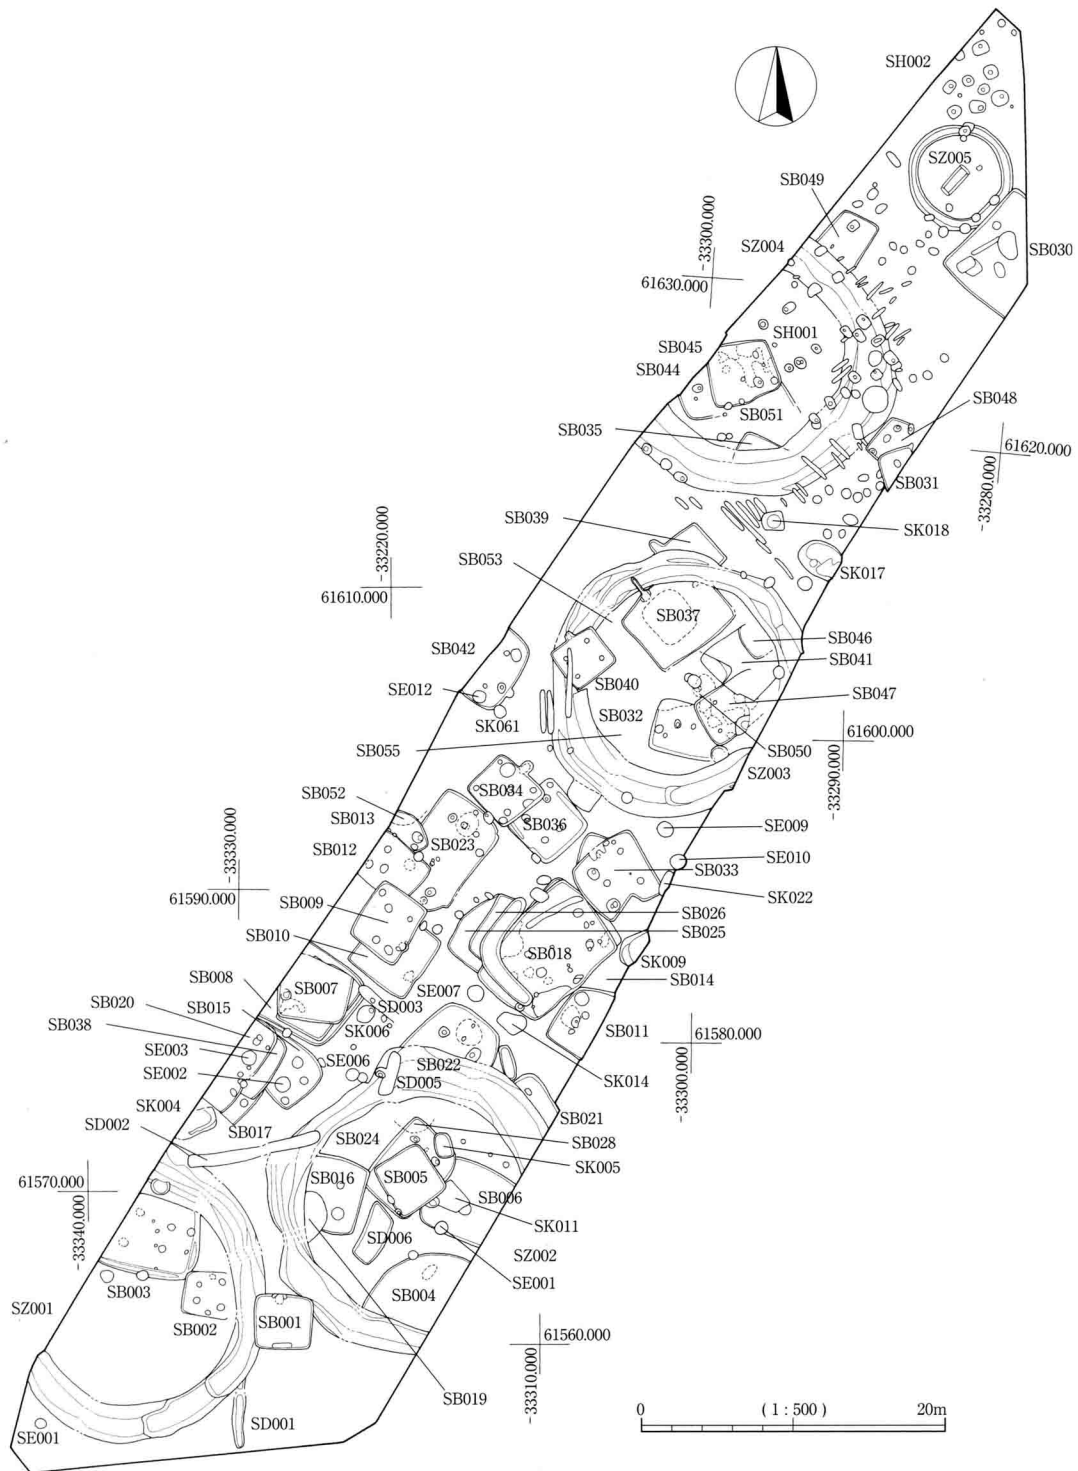 SH002
SZ005
SB049
SZ004
-33300.000
61630.000
SB030
SH001
SB045
SB044
SB051
SB048
SB035
61620.000
-33280.000
SB031
SB039
SK018
-33220.000
SB053
SK017
61610.000
SB037
SB042
SB046
SB041
SE012
SB040
SB047
SK061
SB032
SB055
SB050
61600.000
SZ003
-33290.000
SB034
SB052
SB013
SB036
SE009
SB023
-33330.000
SB012
SE010
SB033
61590.000
SK022
SB009
SB026
SB025
SB010
SB018
SK009
SB008
SB007
SE007
SB014
SB020
SB015
SD003
SB038
SK006
SB011
61580.000
SE003
SE006
SB022
SE002
SD005
SK014
-33300.000
SK004
SB021
SD002
SB017
SB024
SB028
SK005
61570.000
SB016
SB005
SB006
SK011
-33340.000
SD006
SZ002
SE001
SB003
SB004
SZ001
SB002
SB001
61560.000
-33310.000
SB019
SD001
SE001
0 ( 1 : 500 ) 20m